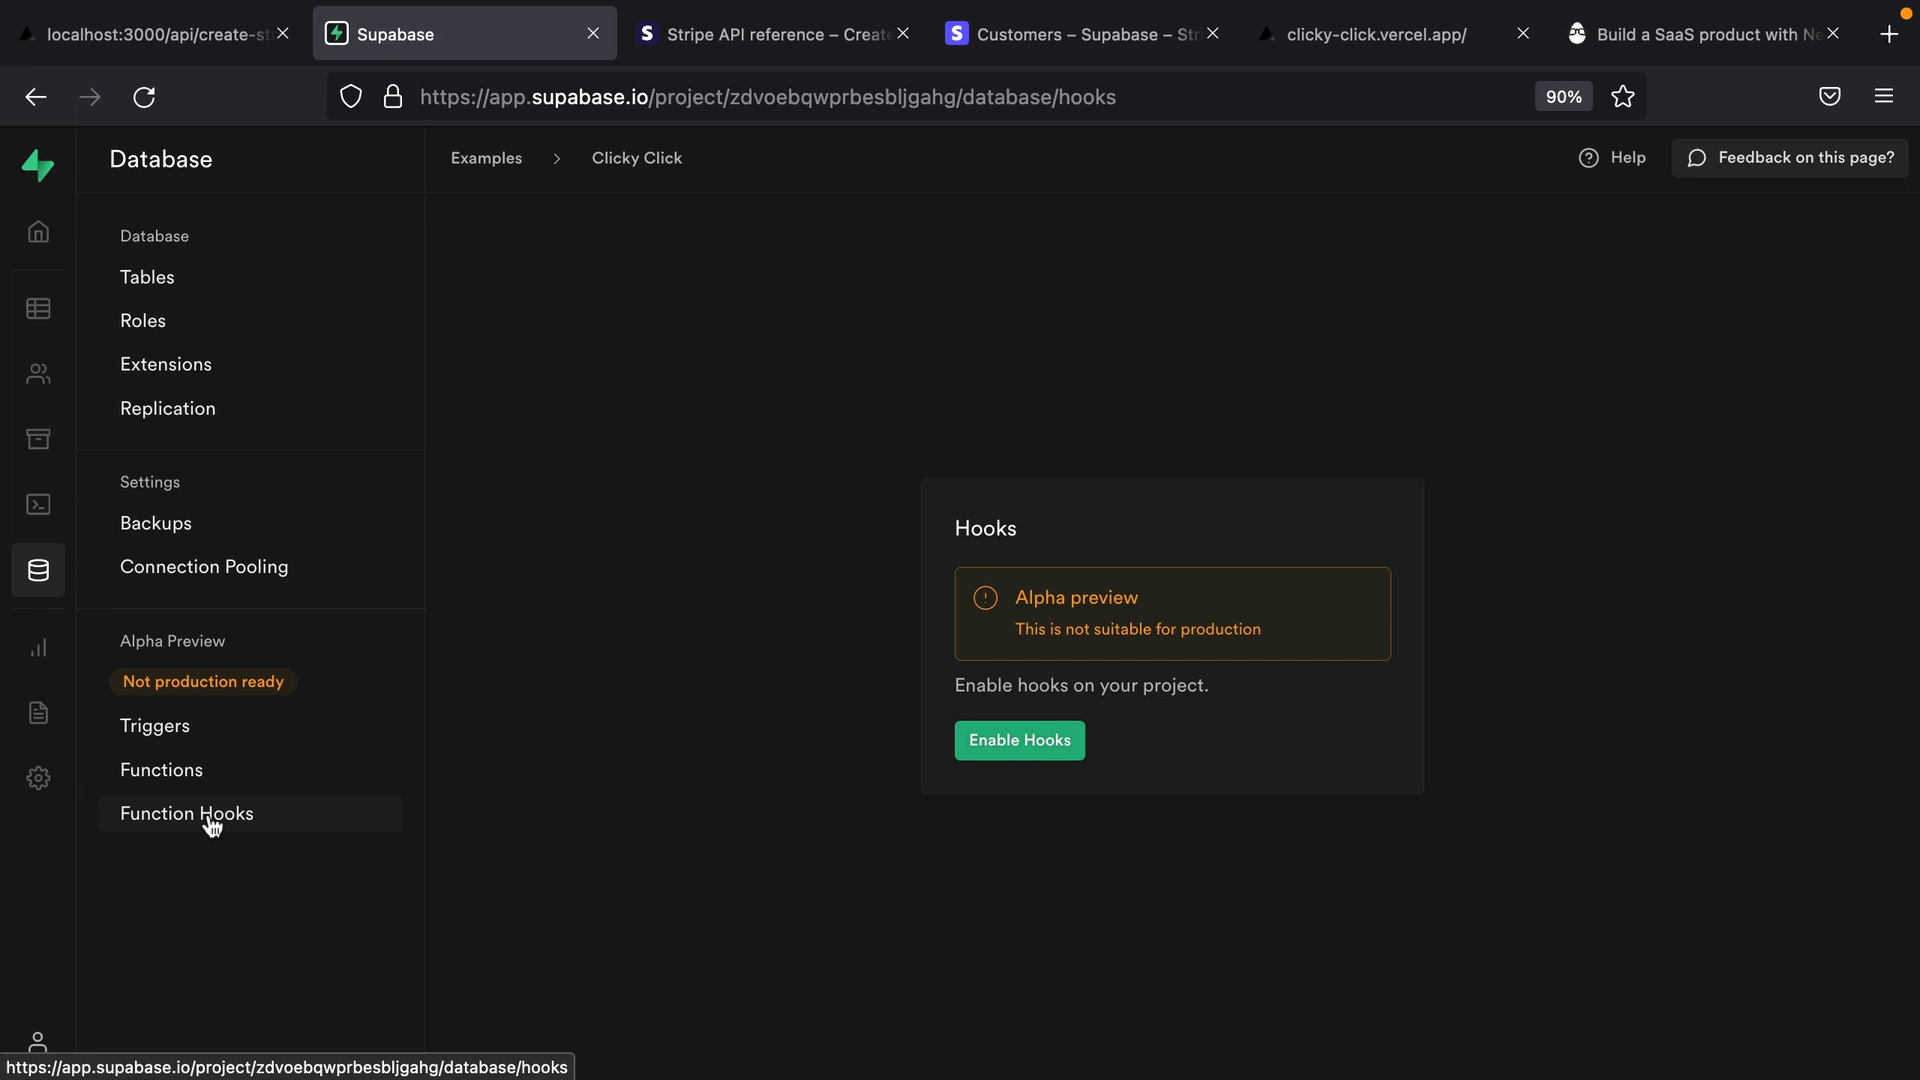 localhost:3000/api/create-st
Supabase
Stripe API reference – Create
Customers – Supabase – Str
clicky-click.vercel.app/
Build a SaaS product with Ne
https://app.supabase.io/project/zdvoebqwprbesbljgahg/database/hooks
90%
Database
Examples > Clicky Click
Help
Feedback on this page?
Database
Tables
Roles
Extensions
Replication
Settings
Backups
Connection Pooling
Alpha Preview
Not production ready
Triggers
Functions
Function Hooks
Hooks
Alpha preview
This is not suitable for production
Enable hooks on your project.
Enable Hooks
https://app.supabase.io/project/zdvoebqwprbesbljgahg/database/hooks